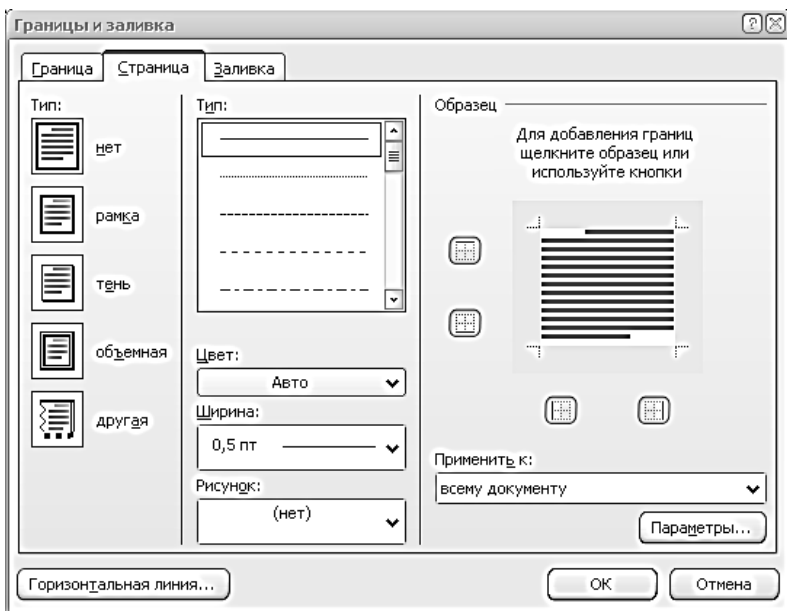 Границы и заливка
Граница Страница Заливка
Тип:
нет
рамка
тень
объемная
другая
Тип:
Цвет:
Авто
Ширина:
0,5 пт
Рисунок:
(нет)
Образец
Для добавления границ
щелкните образец или
используйте кнопки
Применить к:
всему документу
Параметры...
Горизонтальная линия...
ОК
Отмена